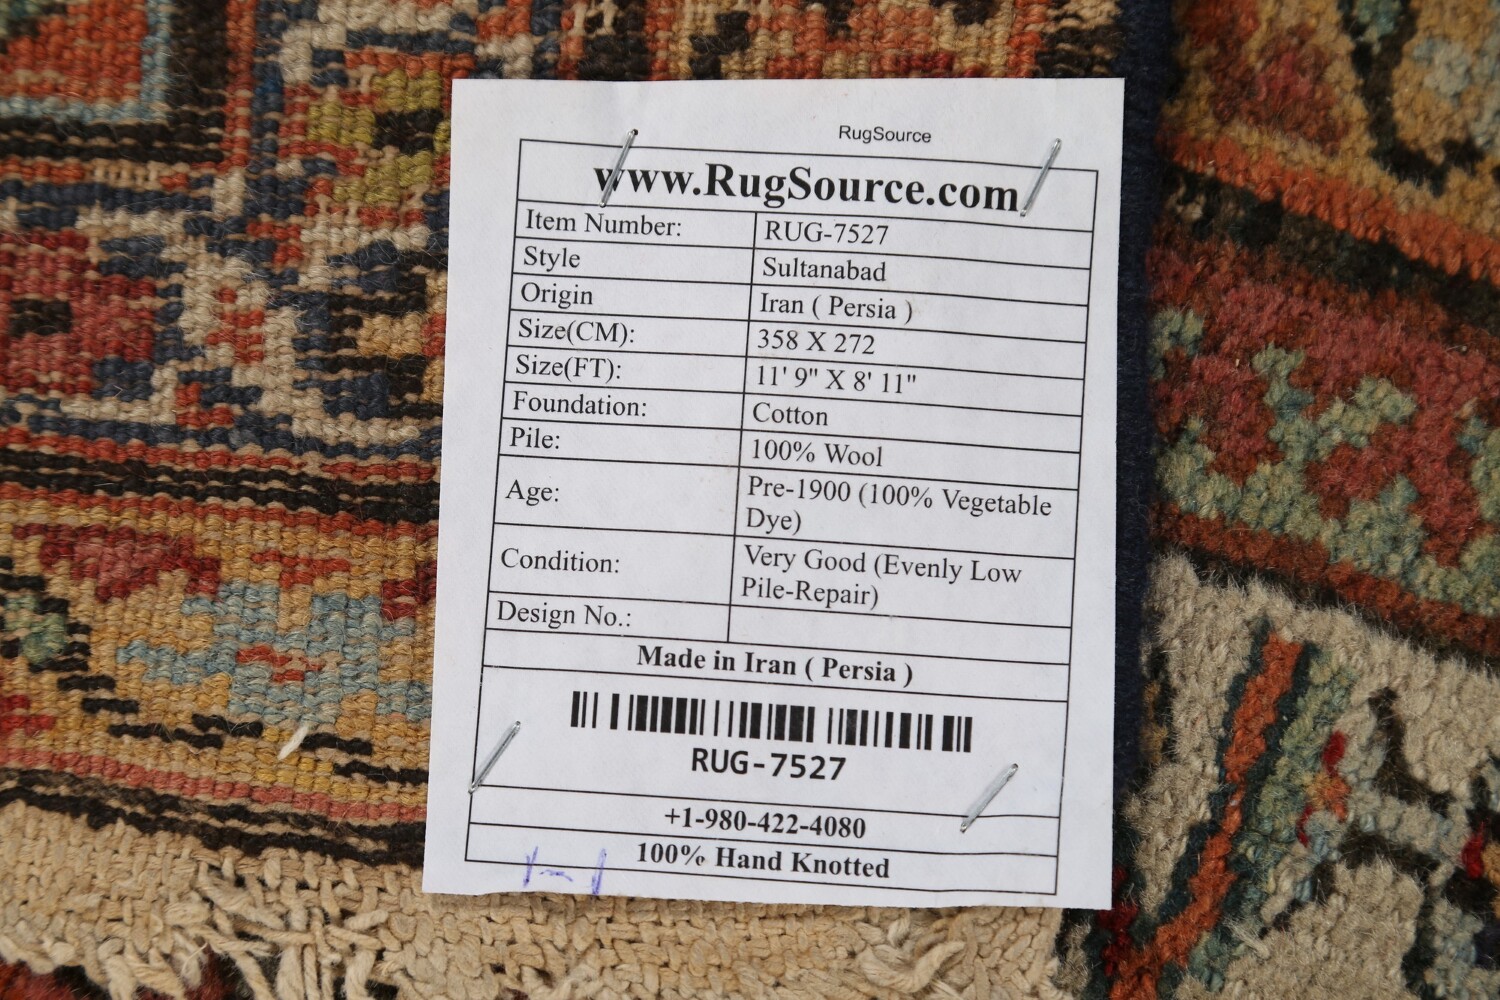 RugSource
www.RugSource.com
Item Number: RUG-7527
Style Sultanabad
Origin Iran ( Persia )
Size(CM): 358 X 272
Size(FT): 11' 9" X 8' 11"
Foundation: Cotton
Pile: 100% Wool
Age: Pre-1900 (100% Vegetable
Dye)
Condition: Very Good (Evenly Low
Pile-Repair)
Design No.:
Made in Iran ( Persia )
RUG-7527
+1-980-422-4080
100% Hand Knotted